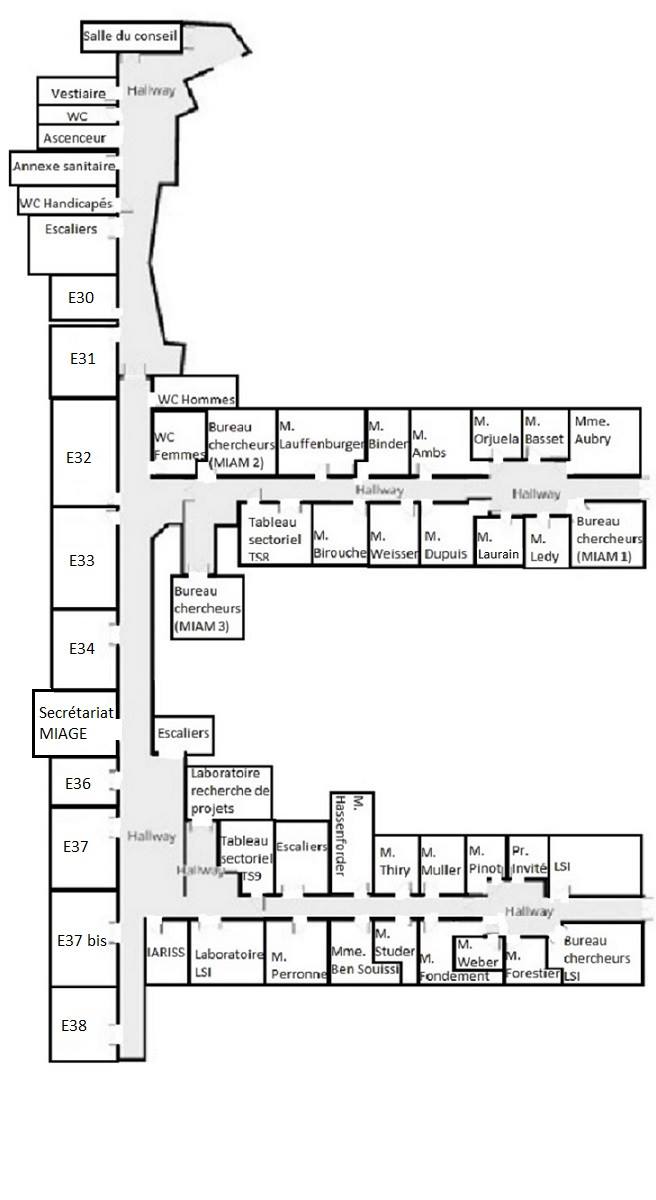 Salle du conseil
Hallway
Vestiaire
WC
Ascenceur
Annexe sanitaire
WC Handicapés
Escaliers
E30
E31
WC Hommes
E32
WC
Femmes
Bureau
chercheurs
(MIAM 2)
M.
Lauffenburger
M.
Binder
M.
Ambs
M.
Orjuela
M.
Basset
Mme.
Aubry
Hallway
Hallway
Tableau
sectoriel
TS8
M.
Birouche
M.
Weisser
M.
Dupuis
M.
Laurain
M.
Ledy
Bureau
chercheurs
(MIAM 1)
E33
Bureau
chercheurs
(MIAM 3)
E34
Secrétariat
MIAGE
Escaliers
E36
Laboratoire
recherche de
projets
Hallway
E37
Hallway
Tableau
sectoriel
TS9
Escaliers
M.
Hassenforder
M.
Thiry
M.
Muller
M.
Pinot
Pr.
Invité
LSI
Hallway
E37 bis
IARISS
Laboratoire
LSI
M.
Perronne
Mme.
Ben Souissi
M.
Studer
M.
Fondement
M.
Weber
M.
Forestier
Bureau
chercheurs
LSI
E38